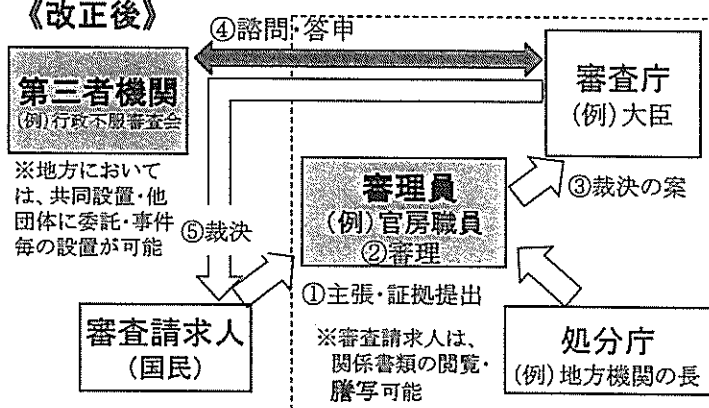 《改正後》
④諮問・答申
第三者機関
(例)行政不服審査会
※地方において
は、共同設置・他
団体に委託・事件
毎の設置が可能
審査庁
(例)大臣
審理員
(例)官房職員
②審理
③裁決の案
⑤裁決
①主張・証拠提出
審査請求人
(国民)
※審査請求人は、
関係書類の閲覧・
謄写可能
処分庁
(例)地方機関の長